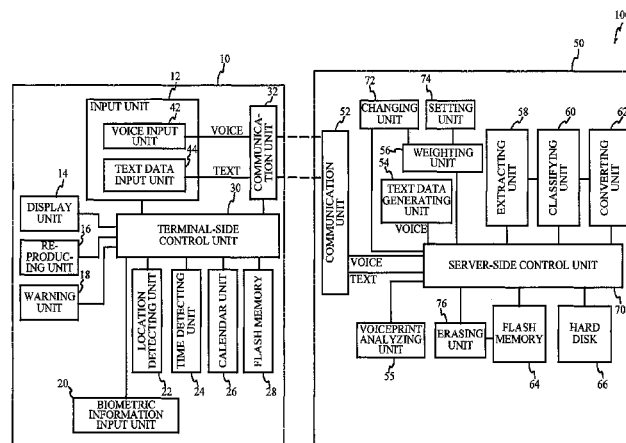 100
10
50
12
32
72
74
INPUT UNIT
42
VOICE INPUT UNIT
VOICE
44
TEXT DATA INPUT UNIT
TEXT
COMMUNICA-TION UNIT
52
COMMUNICATION UNIT
CHANGING UNIT
SETTING UNIT
58
60
62
56
WEIGHTING UNIT
EXTRACTING UNIT
CLASSIFYING UNIT
CONVERTING UNIT
54
TEXT DATA GENERATING UNIT
VOICE
14
DISPLAY UNIT
30
TERMINAL-SIDE CONTROL UNIT
16
RE-PRODUC-ING UNIT
18
WARNING UNIT
VOICE
TEXT
SERVER-SIDE CONTROL UNIT
70
LOCATION DETECTING UNIT
TIME DETECTING UNIT
CALENDAR UNIT
FLASH MEMORY
22
24
26
28
VOICEPRINT ANALYZING UNIT
55
76
ERASING UNIT
FLASH MEMORY
64
HARD DISK
66
20
BIOMETRIC INFORMATION INPUT UNIT